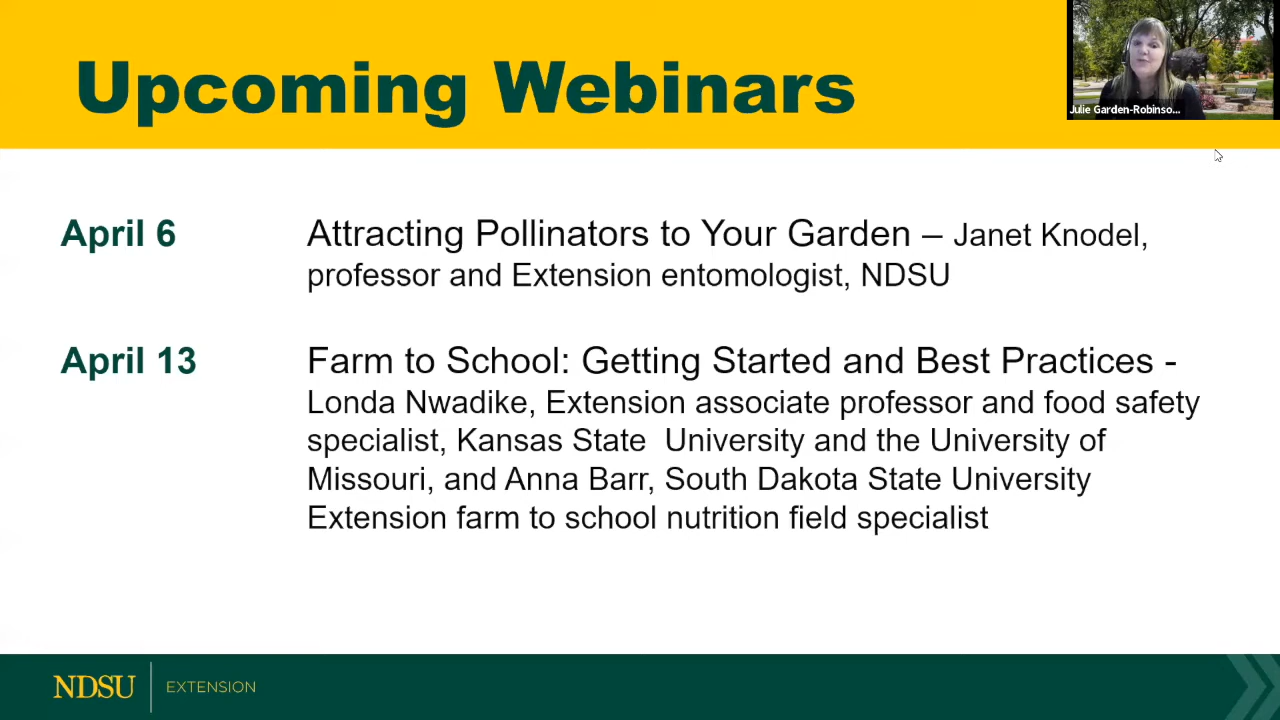 Upcoming Webinars
Julie Garden-Robinso...
April 6
Attracting Pollinators to Your Garden – Janet Knodel,
professor and Extension entomologist, NDSU
April 13
Farm to School: Getting Started and Best Practices -
Londa Nwadike, Extension associate professor and food safety
specialist, Kansas State  University and the University of
Missouri, and Anna Barr, South Dakota State University
Extension farm to school nutrition field specialist
NDSU
EXTENSION